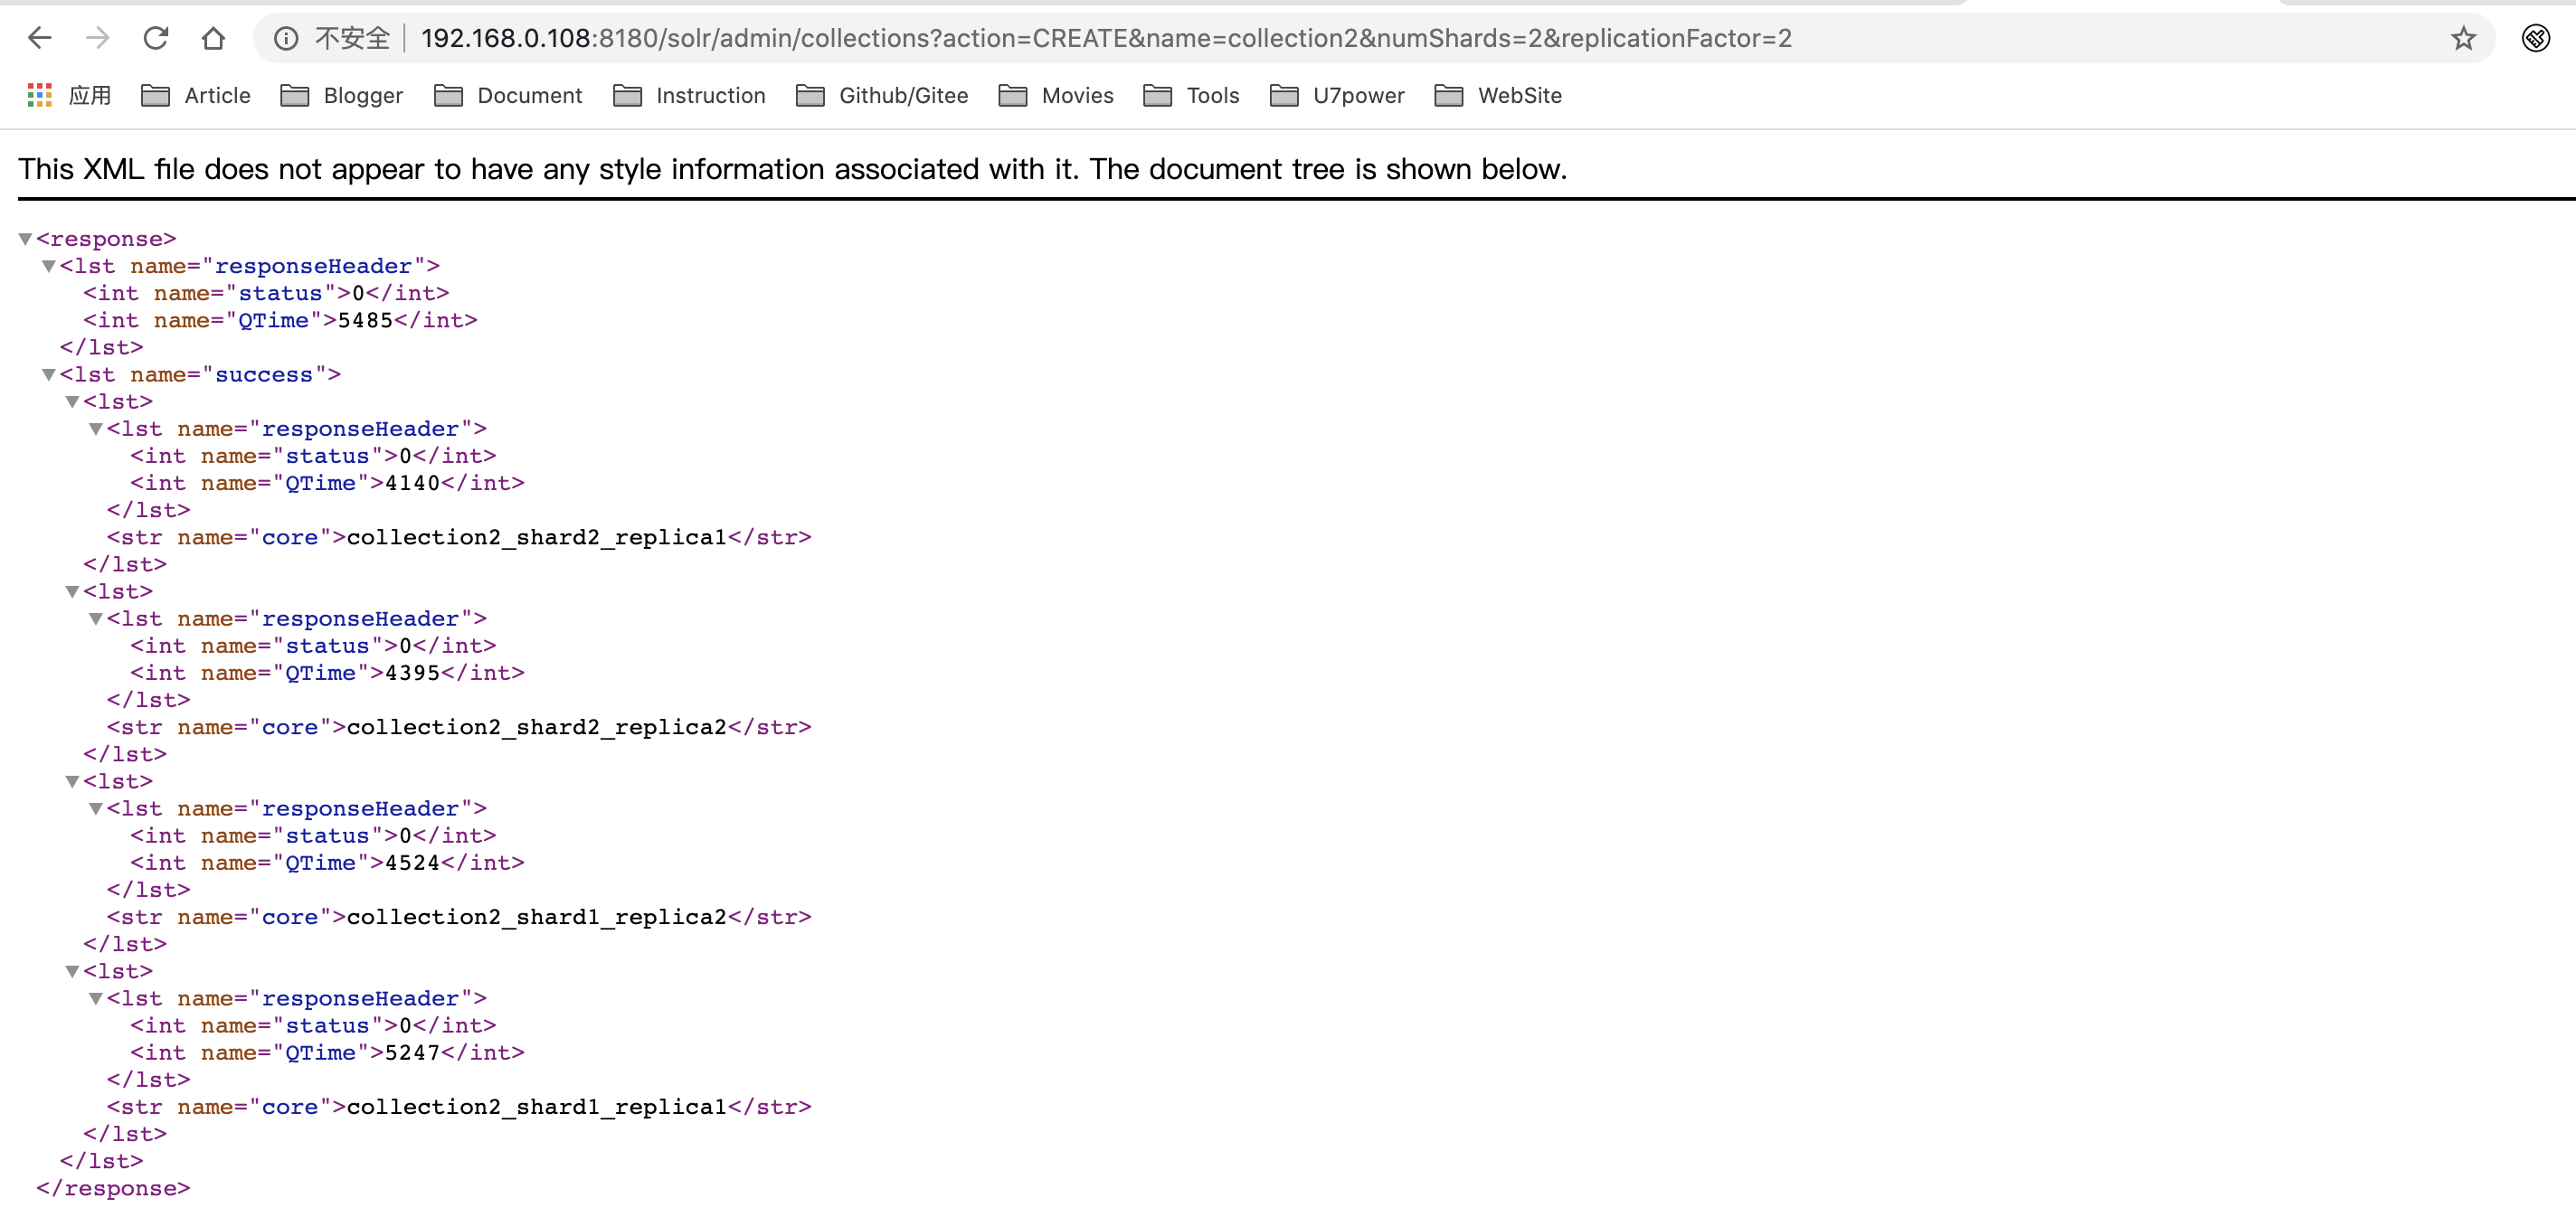 不安全 192.168.0.108:8180/solr/admin/collections?action=CREATE&name=collection2&numShards=2&replicationFactor=2
应用 Article Blogger Document Instruction Github/Gitee Movies Tools U7power WebSite
This XML file does not appear to have any style information associated with it. The document tree is shown below.
<response>
<lst name="responseHeader">
<int name="status">0</int>
<int name="QTime">5485</int>
</lst>
<lst name="success">
<lst>
<lst name="responseHeader">
<int name="status">0</int>
<int name="QTime">4140</int>
</lst>
<str name="core">collection2_shard2_replica1</str>
</lst>
<lst>
<lst name="responseHeader">
<int name="status">0</int>
<int name="QTime">4395</int>
</lst>
<str name="core">collection2_shard2_replica2</str>
</lst>
<lst>
<lst name="responseHeader">
<int name="status">0</int>
<int name="QTime">4524</int>
</lst>
<str name="core">collection2_shard1_replica2</str>
</lst>
<lst>
<lst name="responseHeader">
<int name="status">0</int>
<int name="QTime">5247</int>
</lst>
<str name="core">collection2_shard1_replica1</str>
</lst>
</lst>
</response>